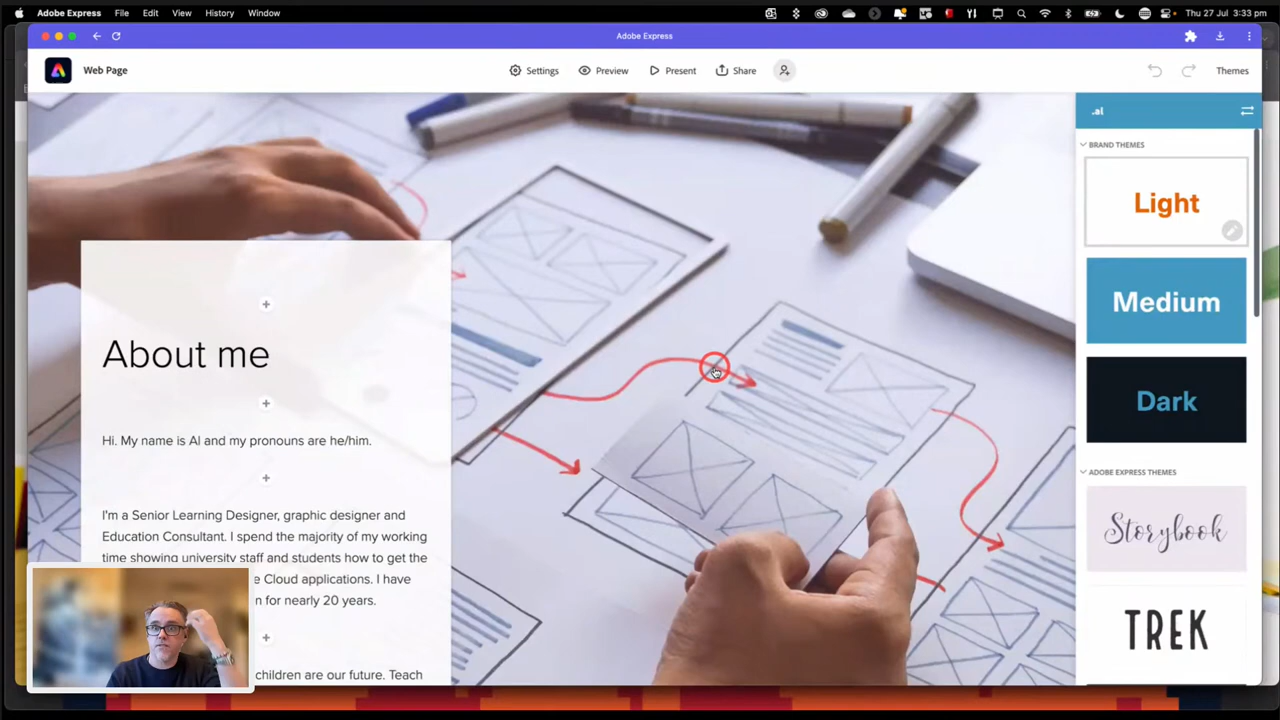 Adobe Express File Edit View History Window Thu 27 Jul 3:33 pm
Adobe Express
Web Page Settings Preview Present Share Themes
.al
BRAND THEMES
Light
Medium
Dark
ADOBE EXPRESS THEMES
Storybook
TREK
About me
Hi. My name is Al and my pronouns are he/him.
I'm a Senior Learning Designer, graphic designer and
Education Consultant. I spend the majority of my working
time showing university staff and students how to get the
e Cloud applications. I have
n for nearly 20 years.
children are our future. Teach